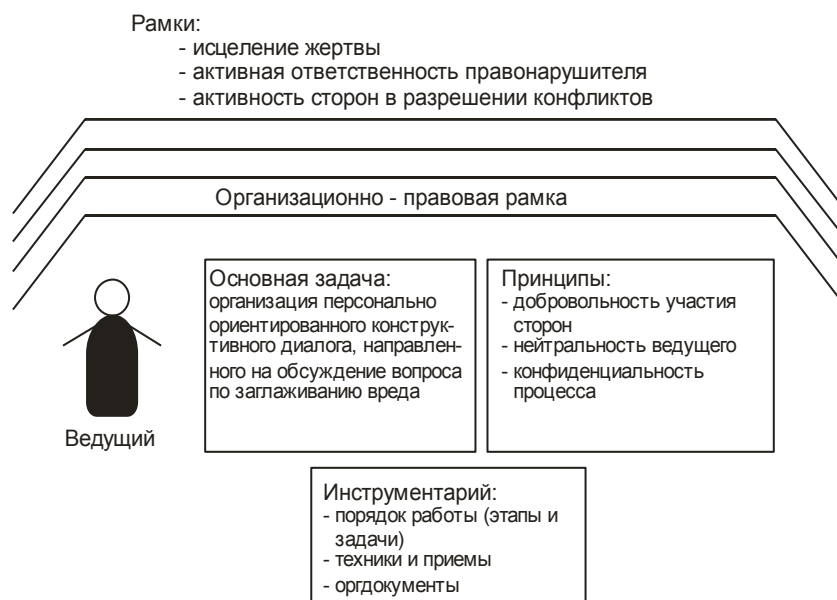 Рамки:
- исцеление жертвы
- активная ответственность правонарушителя
- активность сторон в разрешении конфликтов
Организационно - правовая рамка
Основная задача:
организация персонально
ориентированного конструк-
тивного диалога, направлен-
ного на обсуждение вопроса
по заглаживанию вреда
Принципы:
- добровольность участия
сторон
- нейтральность ведущего
- конфиденциальность
процесса
Ведущий
Инструментарий:
- порядок работы (этапы и
задачи)
- техники и приемы
- оргдокументы